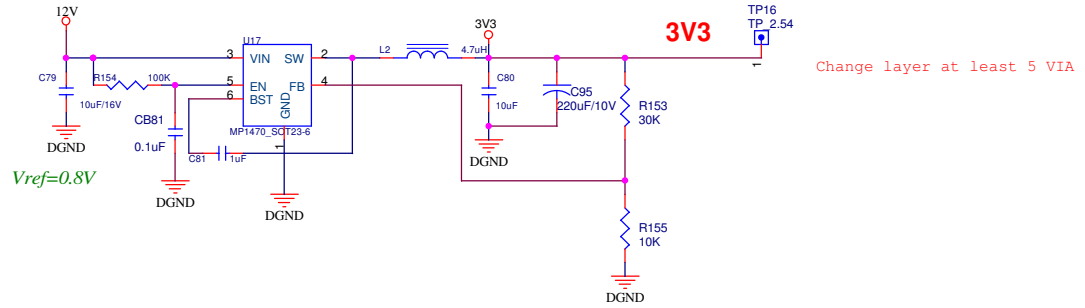 12V
U17
3V3
3V3
TP16
TP_2.54
3
VIN
SW
2
L2
4.7uH
1
Change layer at least 5 VIA
C79
10uF/16V
R154
100K
5
EN
FB
4
6
BST
GND
C80
10uF
C95
220uF/10V
R153
30K
DGND
CB81
0.1uF
MP1470_SOT23-6
1
C81
1uF
DGND
Vref=0.8V
DGND
DGND
R155
10K
DGND